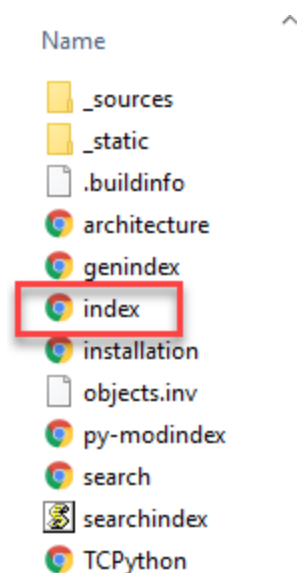 Name
_sources
_static
.buildinfo
architecture
genindex
index
installation
objects.inv
py-modindex
search
searchindex
TCPython